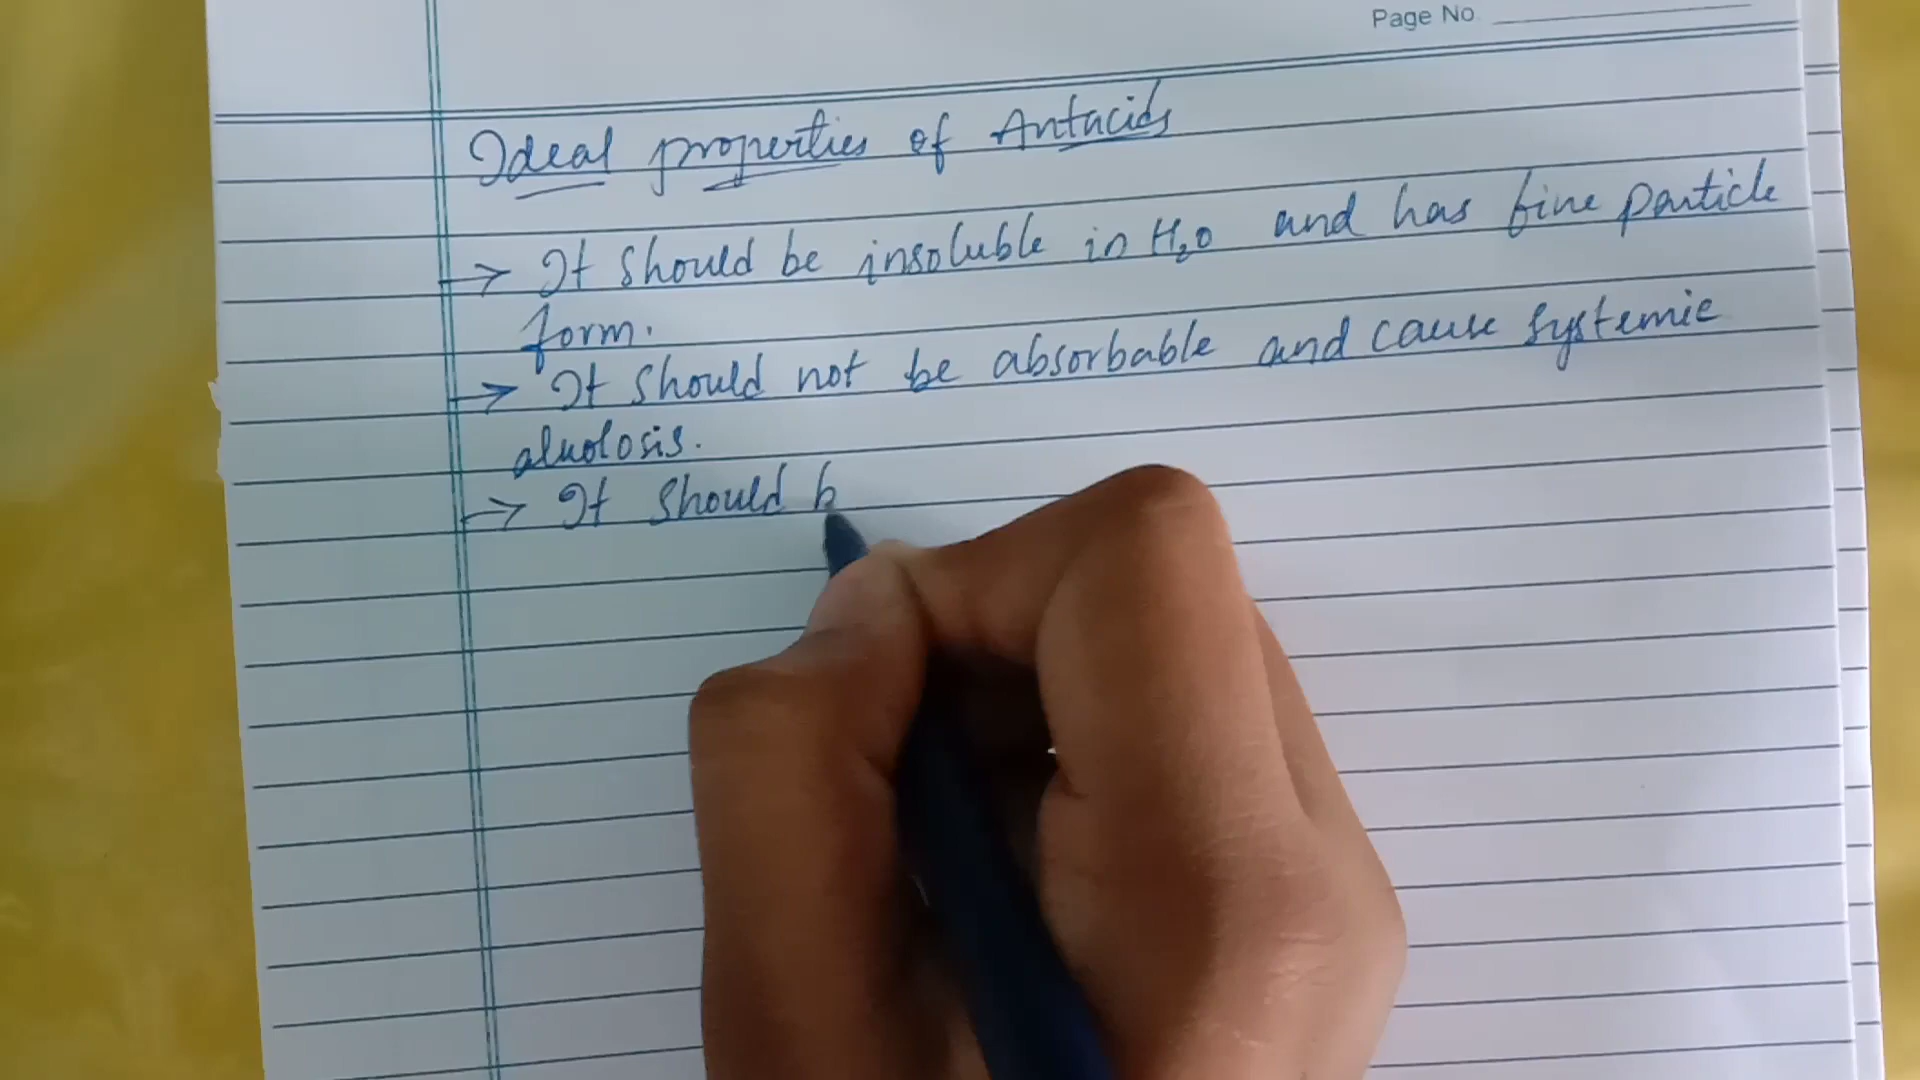 Page No.
Ideal properties of Antacids
→ It should be insoluble in H₂O and has fine particle
form.
→ It should not be absorbable and cause systemic
alkolosis.
→ It should b